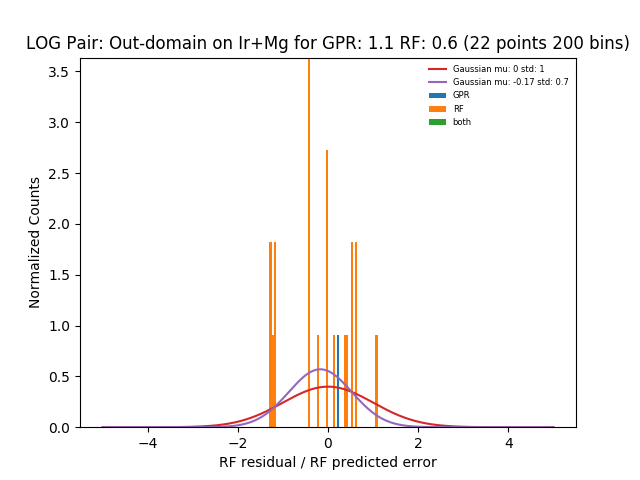 LOG Pair: Out-domain on Ir+Mg for GPR: 1.1 RF: 0.6 (22 points 200 bins)
Gaussian mu: 0 std: 1
Gaussian mu: -0.17 std: 0.7
GPR
RF
both
Normalized Counts
3.5
3.0
2.5
2.0
1.5
1.0
0.5
0.0
−4
−2
0
2
4
RF residual / RF predicted error